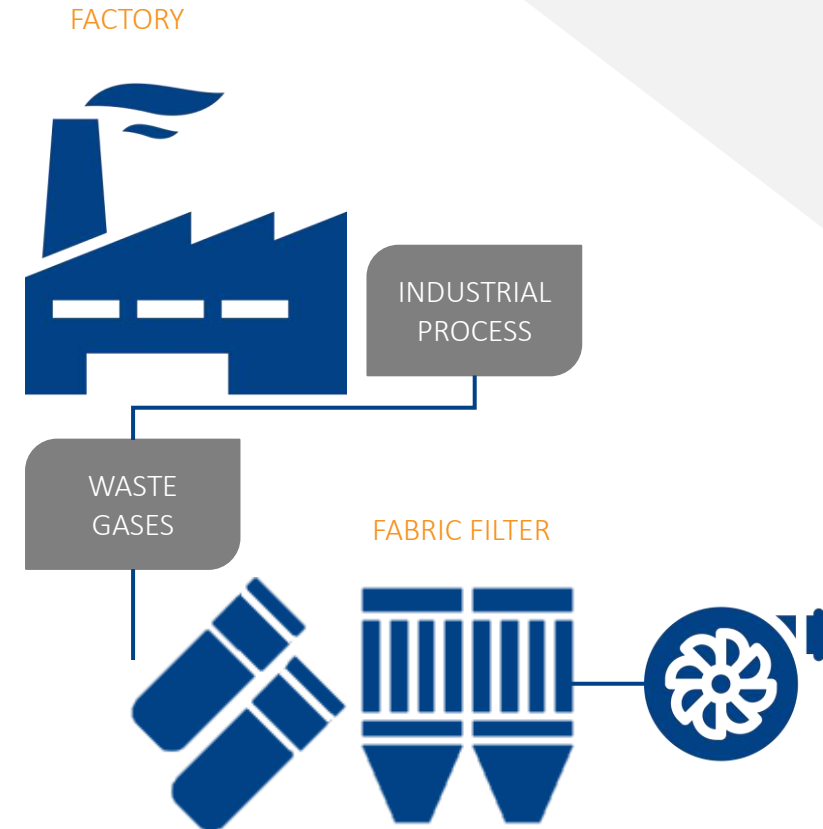 FACTORY
INDUSTRIAL
PROCESS
WASTE
GASES
FABRIC FILTER